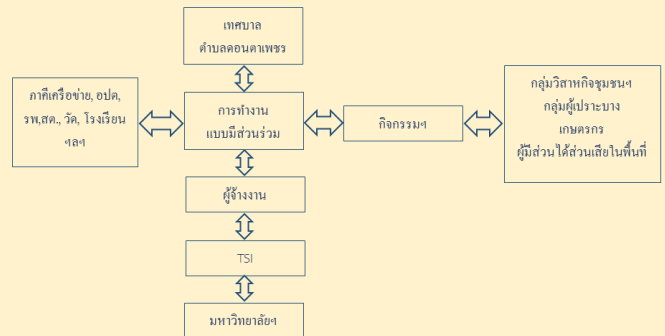 เทศบาล
ตำบลดอนตาเพชร
ภาคีเครือข่าย, อปต,
รพ,สต., วัด, โรงเรียน
ฯลฯ
การทำงาน
แบบมีส่วนร่วม
กิจกรรมฯ
กลุ่มวิสาหกิจชุมชนฯ
กลุ่มผู้เปราะบาง
เกษตรกร
ผู้มีส่วนได้ส่วนเสียในพื้นที่
ผู้จ้างงาน
TSI
มหาวิทยาลัยฯ